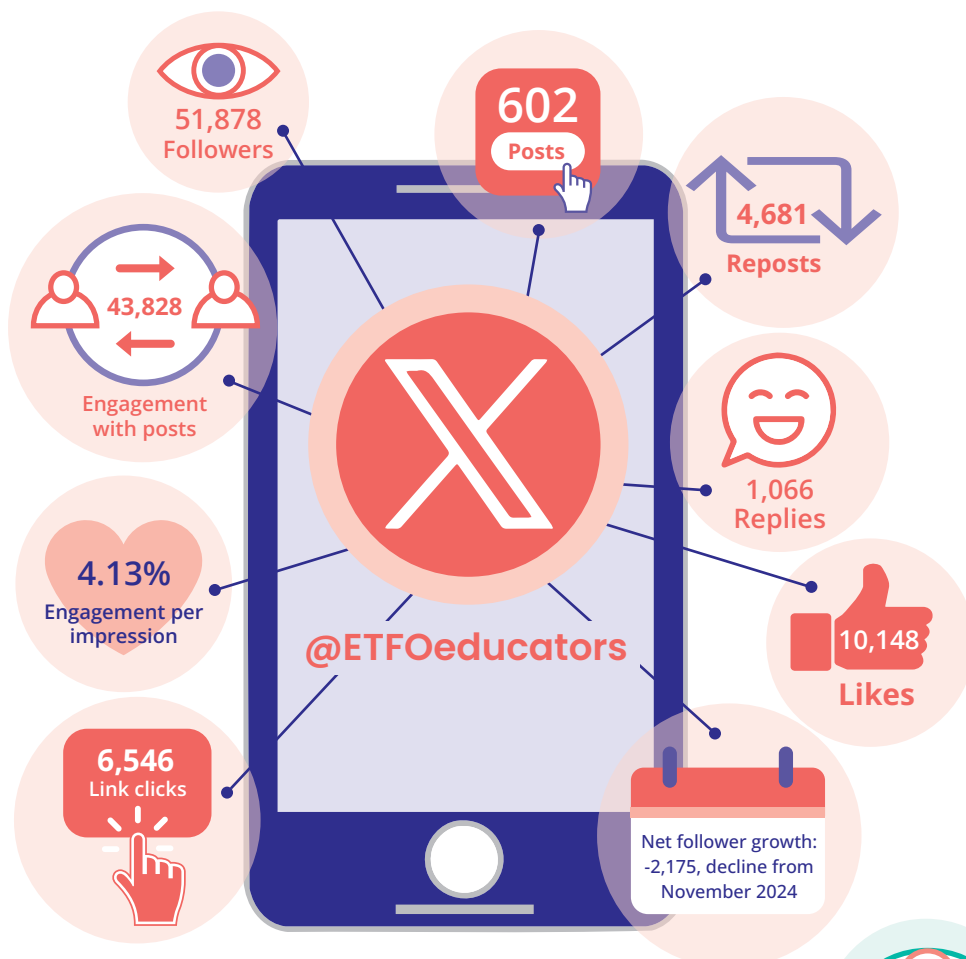 51,878
Followers
602
Posts
4,681
Reposts
43,828
Engagement
with posts
1,066
Replies
4.13%
Engagement per
impression
@ETFOeducators
10,148
Likes
6,546
Link clicks
Net follower growth:
-2,175, decline from
November 2024